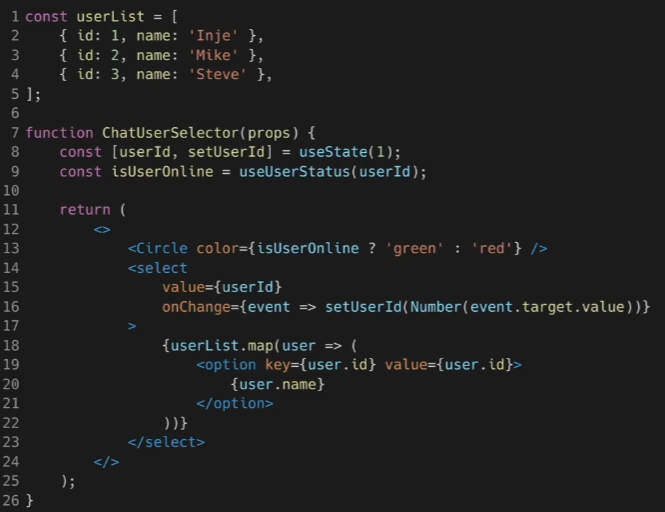 1 const userList = [
2     { id: 1, name: 'Inje' },
3     { id: 2, name: 'Mike' },
4     { id: 3, name: 'Steve' },
5 ];
6
7 function ChatUserSelector(props) {
8     const [userId, setUserId] = useState(1);
9     const isUserOnline = useUserStatus(userId);
10
11     return (
12         <>
13             <Circle color={isUserOnline ? 'green' : 'red'} />
14             <select
15                 value={userId}
16                 onChange={event => setUserId(Number(event.target.value))}
17             >
18                 {userList.map(user => (
19                     <option key={user.id} value={user.id}>
20                         {user.name}
21                     </option>
22                 ))}
23             </select>
24         </>
25     );
26 }